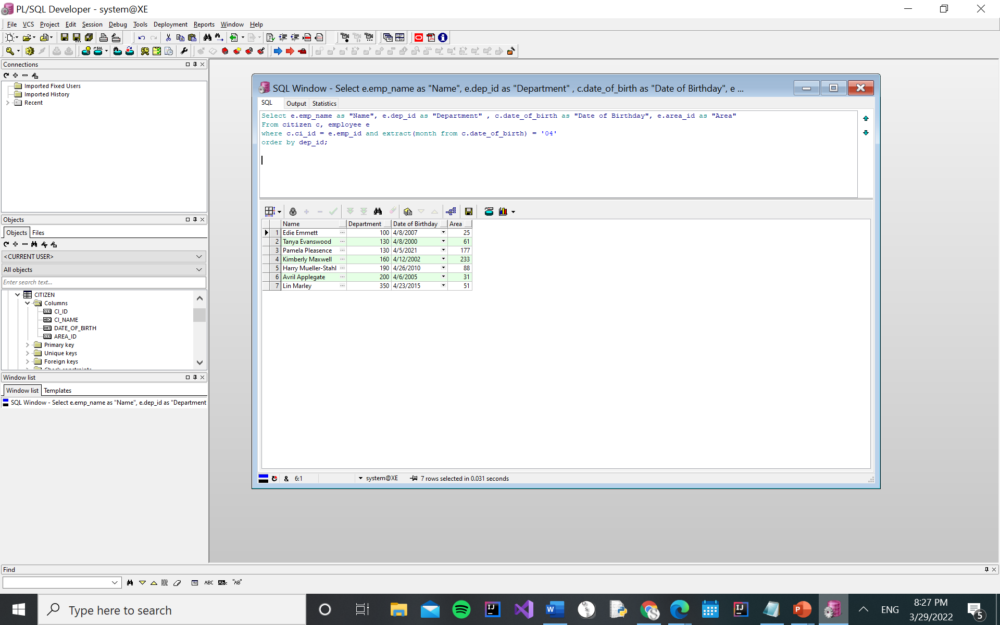 PL/SQL Developer - system@XE
File VCS Project Edit Session Debug Tools Deployment Reports Window Help
Connections
Imported Fixed Users
Imported History
Recent
Objects
Objects Files
<CURRENT USER>
All objects
Enter search text...
CITIZEN
Columns
CI_ID
CI_NAME
DATE_OF_BIRTH
AREA_ID
Primary key
Unique keys
Foreign keys
Window list
Window list Templates
SQL Window - Select e.emp_name as "Name", e.dep_id as "Department
SQL Window - Select e.emp_name as "Name", e.dep_id as "Department" , c.date_of_birth as "Date of Birthday", e ...
SQL Output Statistics
Select e.emp_name as "Name", e.dep_id as "Department" , c.date_of_birth as "Date of Birthday", e.area_id as "Area"
From citizen c, employee e
where c.ci_id = e.emp_id and extract(month from c.date_of_birth) = '04'
order by dep_id;
Name Department Date of Birthday Area
1 Edie Emmett ... 100 4/8/2007 25
2 Tanya Evanswood ... 130 4/8/2000 61
3 Pamela Pleasence ... 130 4/5/2021 177
4 Kimberly Maxwell ... 160 4/12/2002 233
5 Harry Mueller-Stahl ... 190 4/26/2010 88
6 Avril Applegate ... 200 4/6/2005 31
7 Lin Marley ... 350 4/23/2015 51
& 6:1 system@XE 7 rows selected in 0.031 seconds
Find
ABC "AB"
Type here to search
ENG
8:27 PM
3/29/2022
5